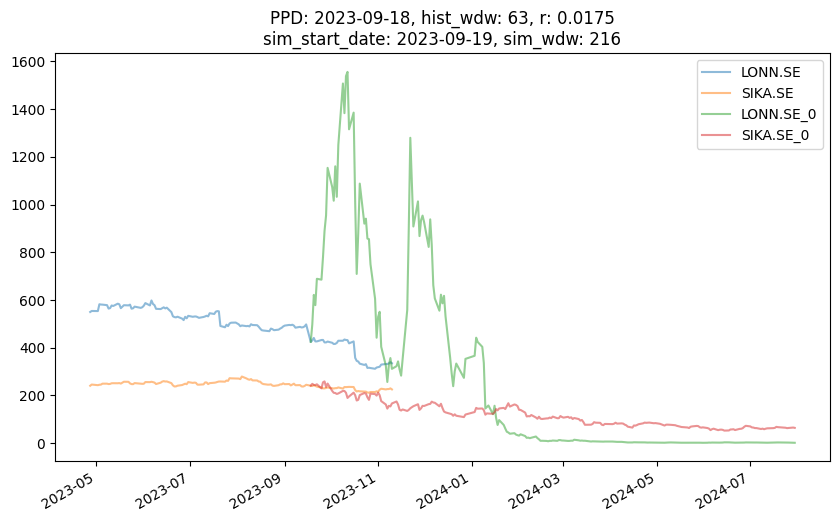 PPD: 2023-09-18, hist_wdw: 63, r: 0.0175
sim_start_date: 2023-09-19, sim_wdw: 216
LONN.SE
SIKA.SE
LONN.SE_0
SIKA.SE_0
1600
1400
1200
1000
800
600
400
200
0
2023-05
2023-07
2023-09
2023-11
2024-01
2024-03
2024-05
2024-07